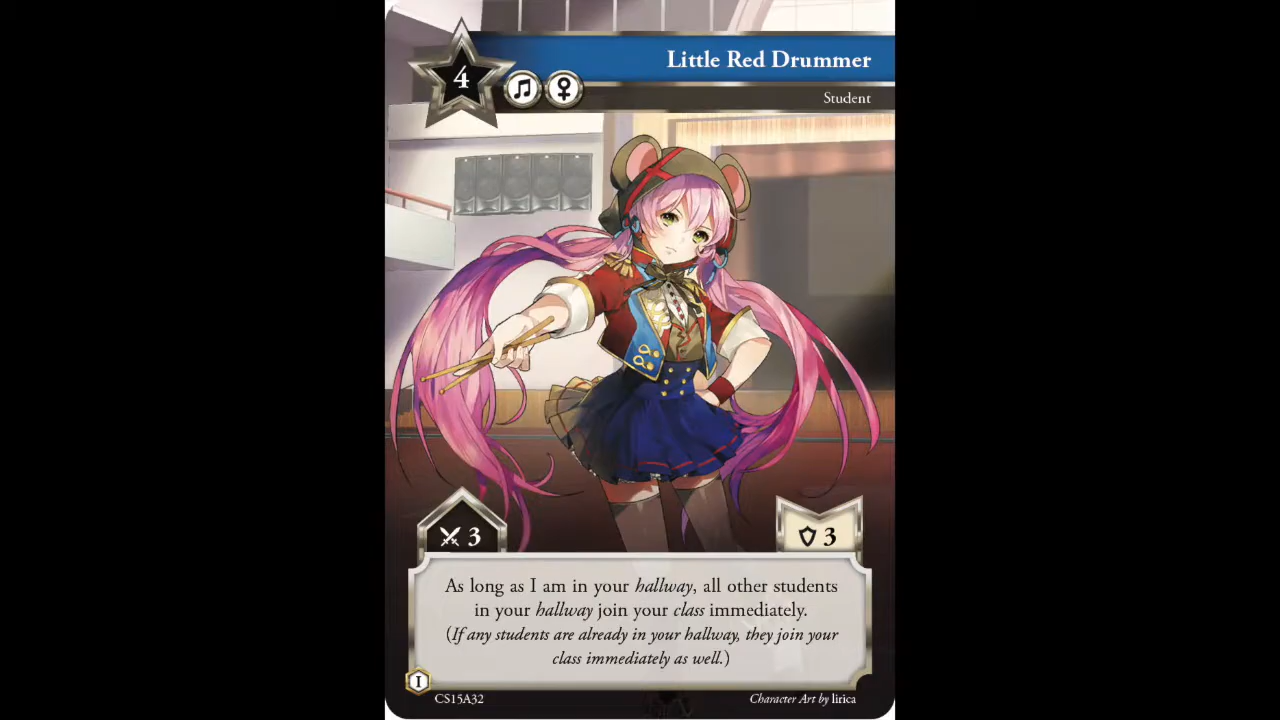 4
Little Red Drummer
Student
3
3
As long as I am in your hallway, all other students
in your hallway join your class immediately.
(If any students are already in your hallway, they join your
class immediately as well.)
I
CS15A32
Character Art by lirica